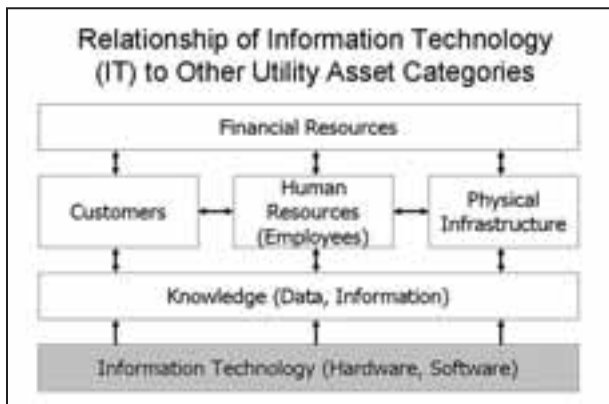 Relationship of Information Technology
(IT) to Other Utility Asset Categories
Financial Resources
Customers
Human
Resources
(Employees)
Physical
Infrastructure
Knowledge (Data, Information)
Information Technology (Hardware, Software)